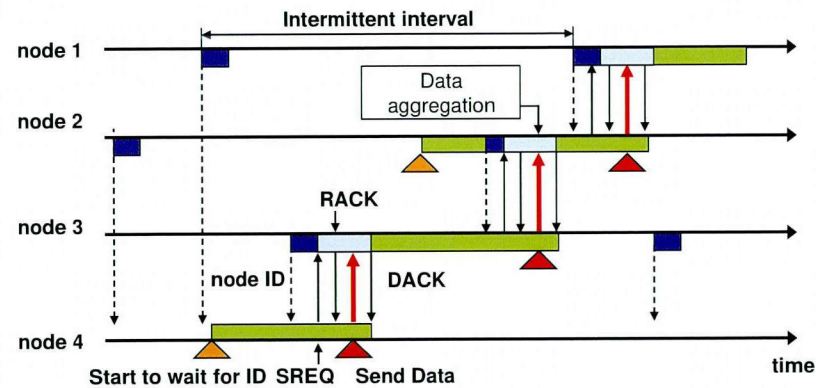 Intermittent interval
node 1
Data
aggregation
node 2
RACK
node 3
node ID
DACK
node 4
time
Start to wait for ID SREQ Send Data